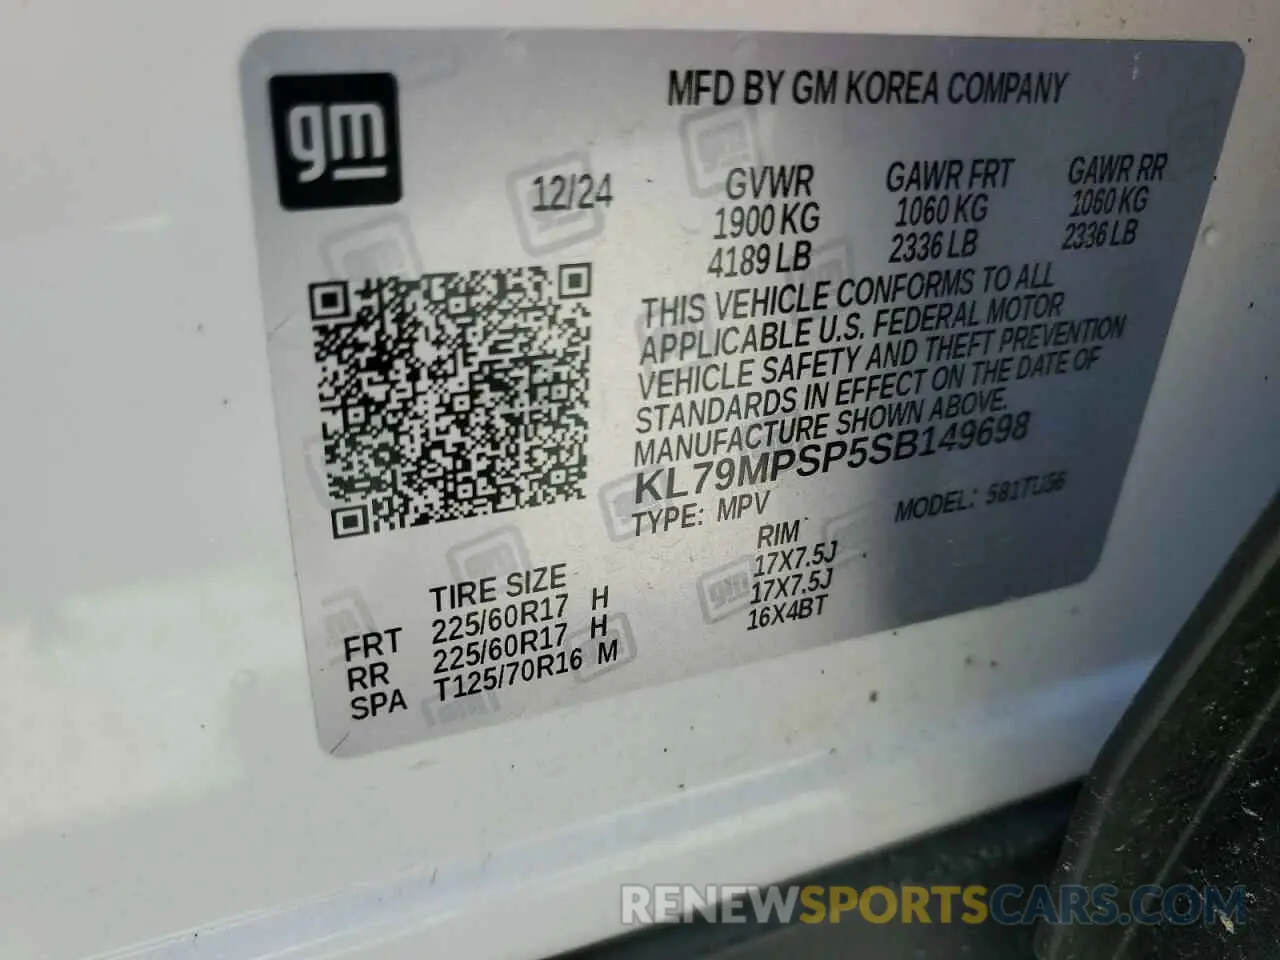 gm
MFD BY GM KOREA COMPANY
12/24
GVWR GAWR FRT GAWR RR
1900 KG 1060 KG 1060 KG
4189 LB 2336 LB 2336 LB
THIS VEHICLE CONFORMS TO ALL
APPLICABLE U.S. FEDERAL MOTOR
VEHICLE SAFETY AND THEFT PREVENTION
STANDARDS IN EFFECT ON THE DATE OF
MANUFACTURE SHOWN ABOVE.
KL79MPSP5SB149698
TYPE: MPV MODEL:
TIRE SIZE RIM
FRT 225/60R17 H 17X7.5J
RR 225/60R17 H 17X7.5J
SPA T125/70R16 M 16X4BT
RENEWSPORTSCARS.COM